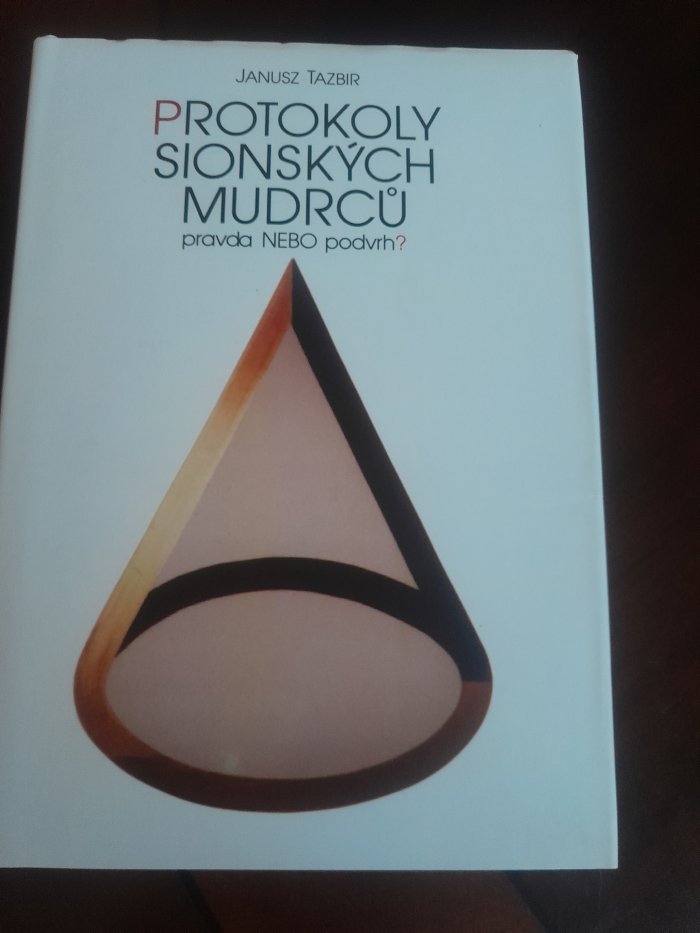 JANUSZ TAZBIR
PROTOKOLY
SIONSKÝCH
MUDRCŮ
pravda NEBO podvrh?